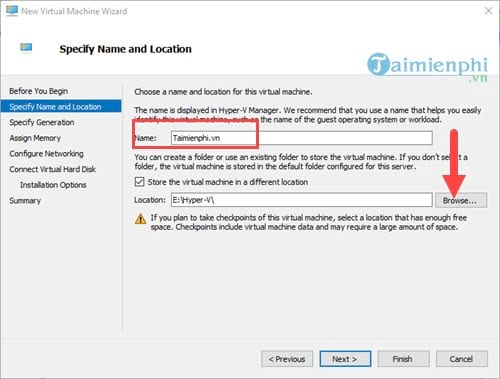 New Virtual Machine Wizard
Specify Name and Location
Taimienphi
.vn
Before You Begin
Specify Name and Location
Specify Generation
Assign Memory
Configure Networking
Connect Virtual Hard Disk
Installation Options
Summary
Choose a name and location for this virtual machine.
The name is displayed in Hyper-V Manager. We recommend that you use a name that helps you easily
identify this virtual machine, such as the name of the guest operating system or workload.
Name: Taimienphi.vn
You can create a folder or use an existing folder to store the virtual machine. If you don't select a
folder, the virtual machine is stored in the default folder configured for this server.
Store the virtual machine in a different location
Location: E:\Hyper-V\ Browse...
If you plan to take checkpoints of this virtual machine, select a location that has enough free
space. Checkpoints include virtual machine data and may require a large amount of space.
< Previous Next > Finish Cancel